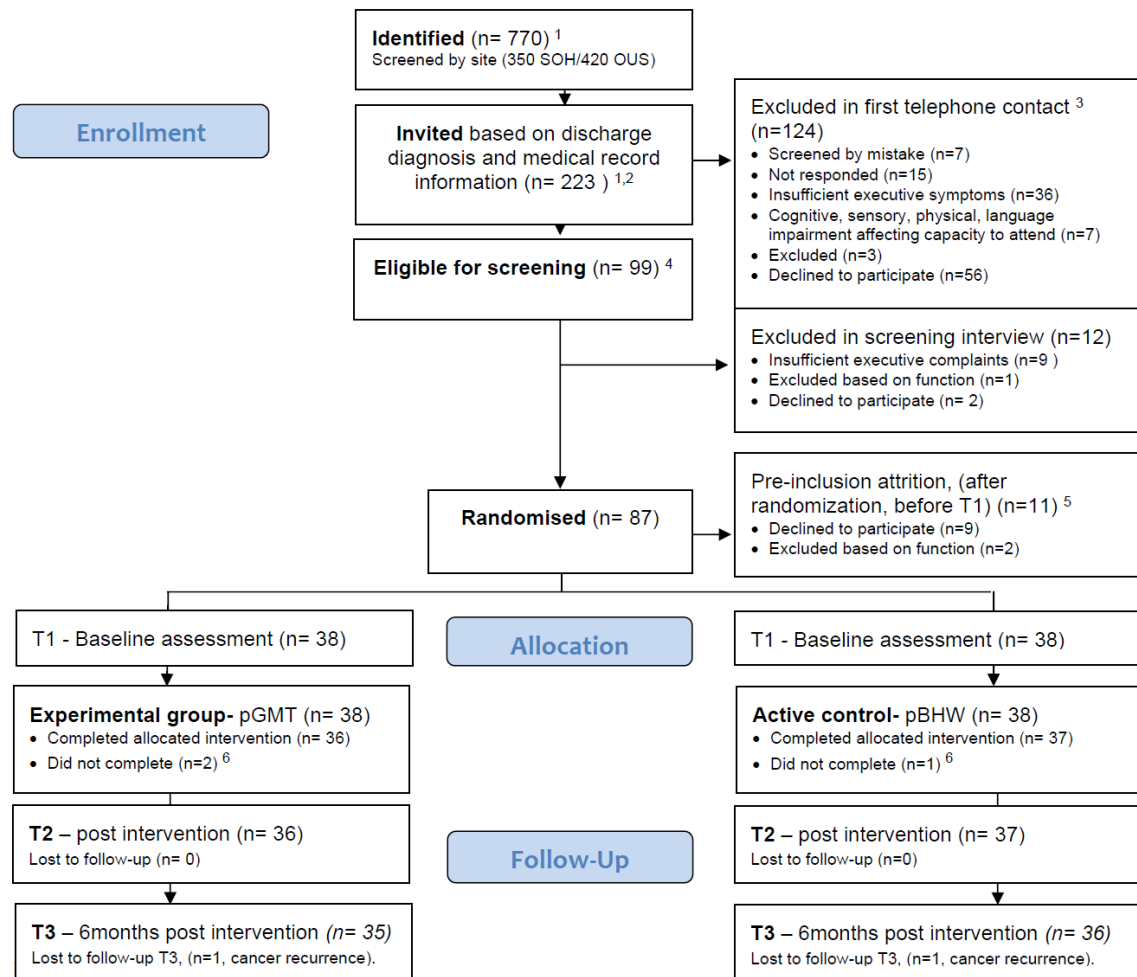 Identified (n= 770) 1
Screened by site (350 SOH/420 OUS)
Enrollment
Invited based on discharge
diagnosis and medical record
information (n= 223 ) 1,2
Excluded in first telephone contact 3
(n=124)
• Screened by mistake (n=7)
• Not responded (n=15)
• Insufficient executive symptoms (n=36)
• Cognitive, sensory, physical, language
impairment affecting capacity to attend (n=7)
• Excluded (n=3)
• Declined to participate (n=56)
Eligible for screening (n= 99) 4
Excluded in screening interview (n=12)
• Insufficient executive complaints (n=9 )
• Excluded based on function (n=1)
• Declined to participate (n= 2)
Randomised (n= 87)
Pre-inclusion attrition, (after
randomization, before T1) (n=11) 5
• Declined to participate (n=9)
• Excluded based on function (n=2)
T1 - Baseline assessment (n= 38)
Allocation
T1 - Baseline assessment (n= 38)
Experimental group- pGMT (n= 38)
• Completed allocated intervention (n= 36)
• Did not complete (n=2) 6
Active control- pBHW (n= 38)
• Completed allocated intervention (n= 37)
• Did not complete (n=1) 6
T2 – post intervention (n= 36)
Lost to follow-up (n= 0)
Follow-Up
T2 – post intervention (n= 37)
Lost to follow-up (n=0)
T3 – 6months post intervention (n= 35)
Lost to follow-up T3, (n=1, cancer recurrence).
T3 – 6months post intervention (n= 36)
Lost to follow-up T3, (n=1, cancer recurrence).